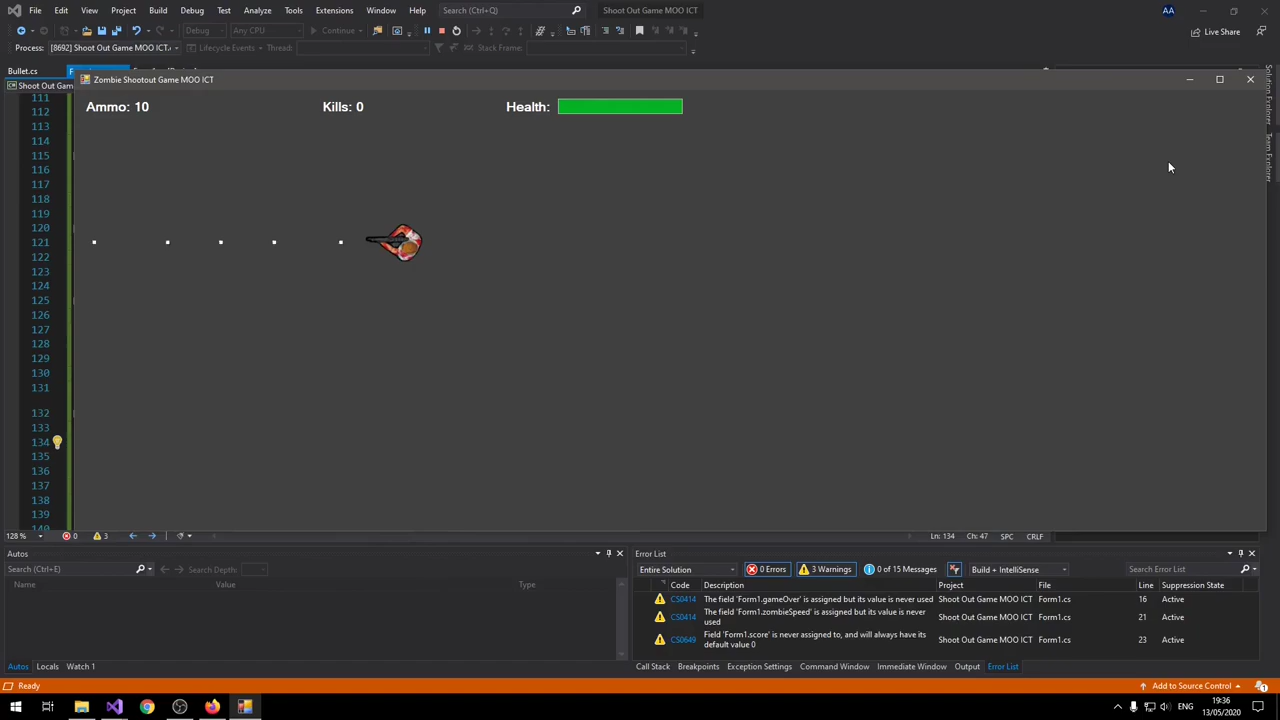 File Edit View Project Build Debug Test Analyze Tools Extensions Window Help Search (Ctrl+Q) Shoot Out Game MOO ICT AA
Debug Any CPU Continue Live Share
Process: [8692] Shoot Out Game MOO ICT. Lifecycle Events Thread: Stack Frame:
Bullet.cs
Zombie Shootout Game MOO ICT
Shoot Out Gam
Ammo: 10 Kills: 0 Health:
Solution Explorer
Team Explorer
111
112
113
114
115
116
117
118
119
120
121
122
123
124
125
126
127
128
129
130
131
132
133
134
135
136
137
138
139
140
128 % 0 3 Ln: 134 Ch: 47 SPC CRLF
Autos
Search (Ctrl+E) Search Depth:
Name Value Type
Error List
Entire Solution 0 Errors 3 Warnings 0 of 15 Messages Build + IntelliSense Search Error List
Code Description Project File Line Suppression State
CS0414 The field 'Form1.gameOver' is assigned but its value is never used Shoot Out Game MOO ICT Form1.cs 16 Active
CS0414 The field 'Form1.zombieSpeed' is assigned but its value is never
used Shoot Out Game MOO ICT Form1.cs 21 Active
CS0649 Field 'Form1.score' is never assigned to, and will always have its
default value 0 Shoot Out Game MOO ICT Form1.cs 23 Active
Autos Locals Watch 1
Call Stack Breakpoints Exception Settings Command Window Immediate Window Output Error List
Ready Add to Source Control 1
ENG 19:36
13/05/2020